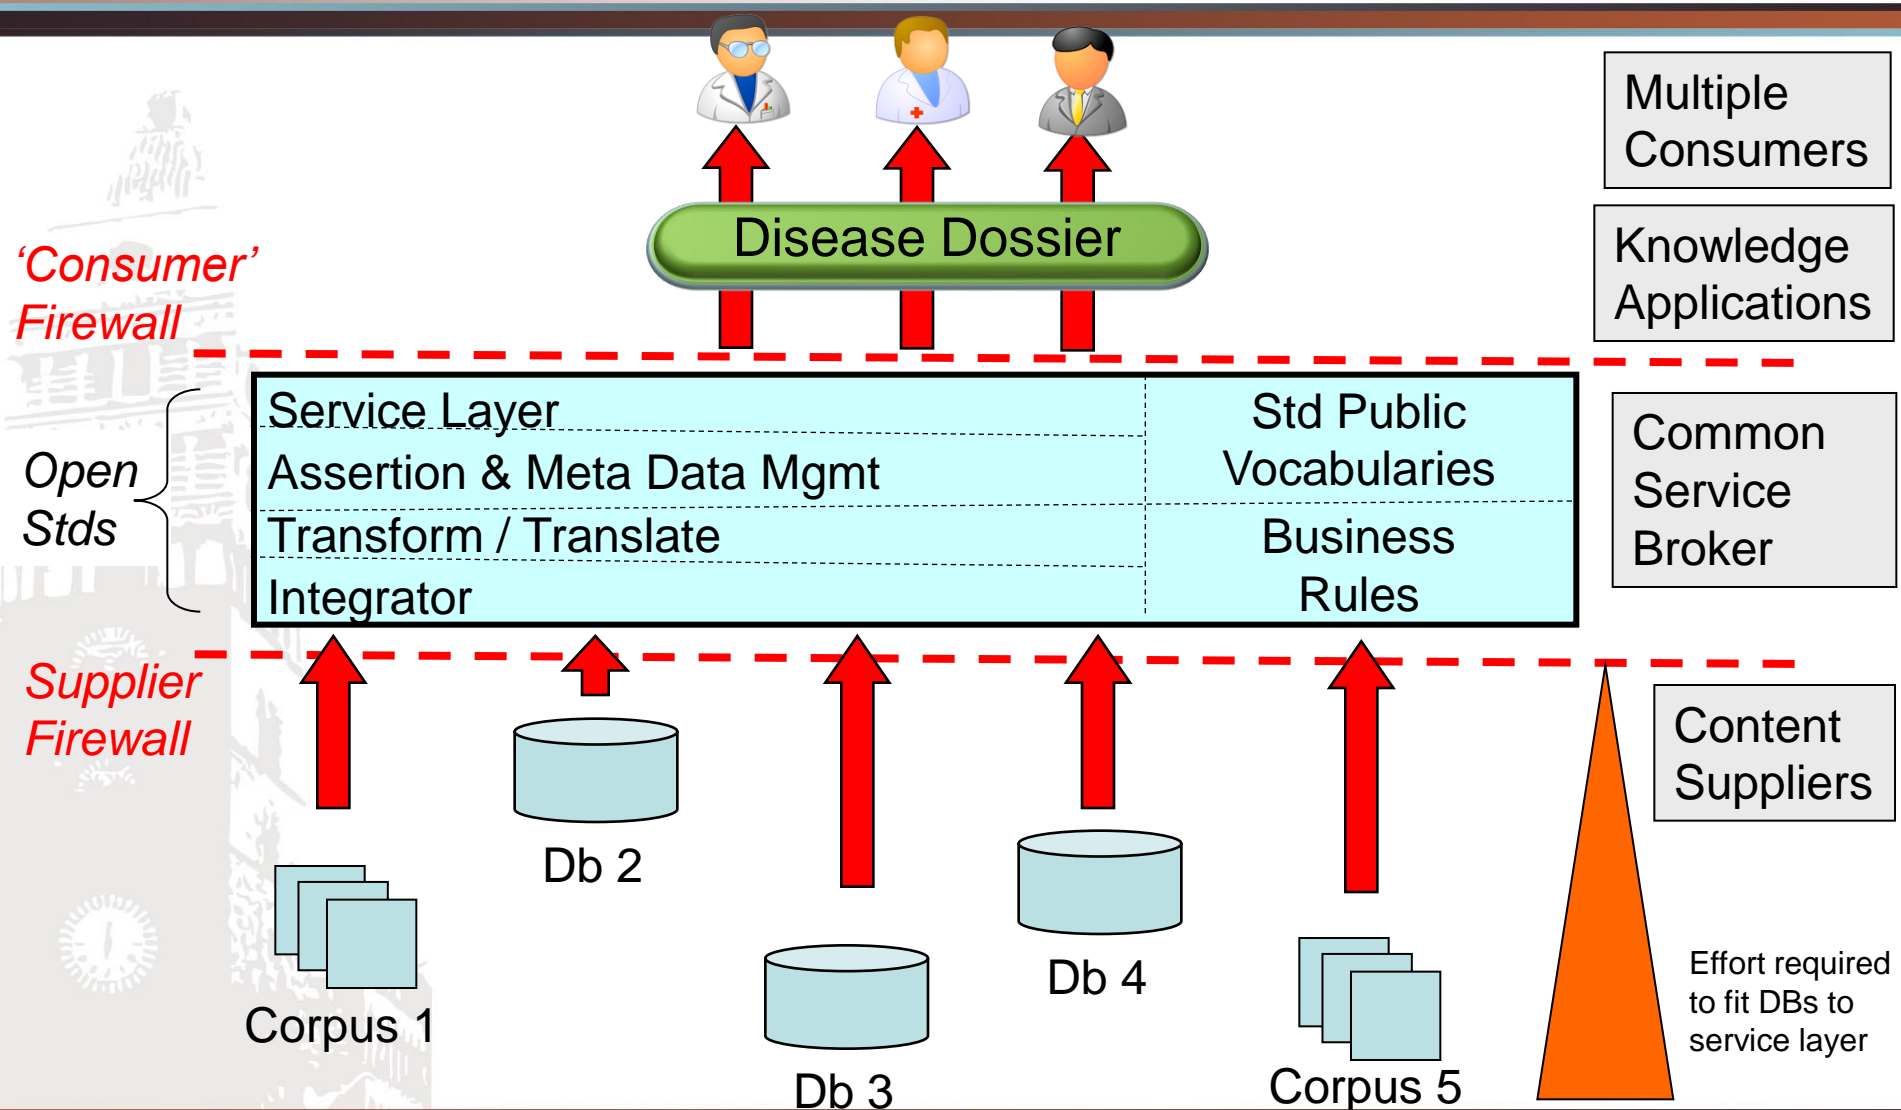 Multiple
Consumers
Disease Dossier
Knowledge
Applications
‘Consumer’
Firewall
Open
Stds
Service Layer
Assertion & Meta Data Mgmt
Transform / Translate
Integrator
Std Public
Vocabularies
Business
Rules
Common
Service
Broker
Supplier
Firewall
Content
Suppliers
Corpus 1
Db 2
Db 3
Db 4
Corpus 5
Effort required
to fit DBs to
service layer